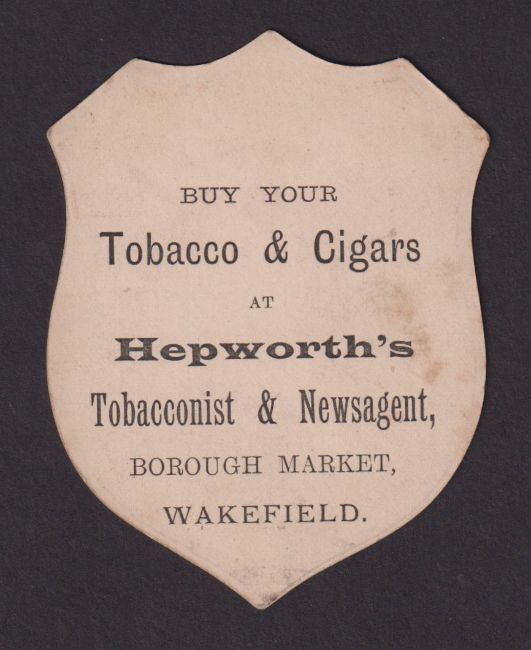 BUY YOUR
Tobacco & Cigars
AT
Hepworth's
Tobacconist & Newsagent,
BOROUGH MARKET,
WAKEFIELD.